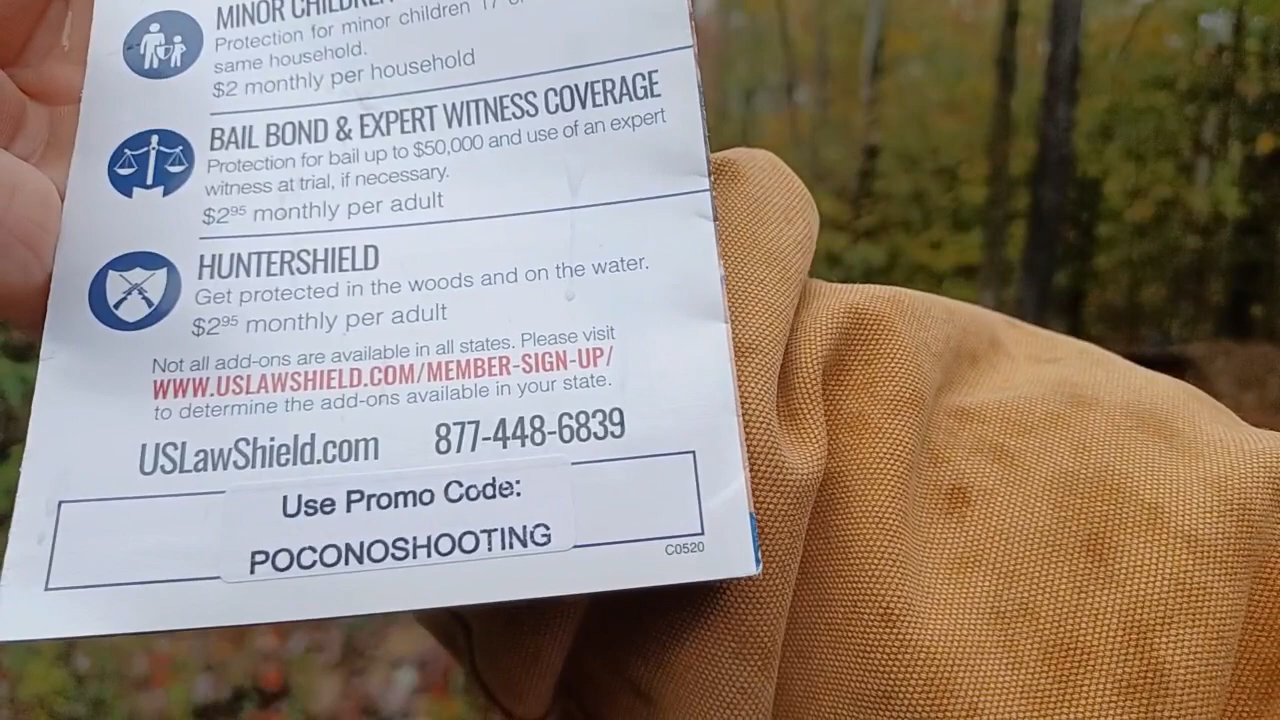 MINOR CHILDREN
Protection for minor children 17 or
same household.
$2 monthly per household
BAIL BOND & EXPERT WITNESS COVERAGE
Protection for bail up to $50,000 and use of an expert
witness at trial, if necessary.
$2⁹⁵ monthly per adult
HUNTERSHIELD
Get protected in the woods and on the water.
$2⁹⁵ monthly per adult
Not all add-ons are available in all states. Please visit
WWW.USLAWSHIELD.COM/MEMBER-SIGN-UP/
to determine the add-ons available in your state.
USLawShield.com 877-448-6839
Use Promo Code:
POCONOSHOOTING
C0520